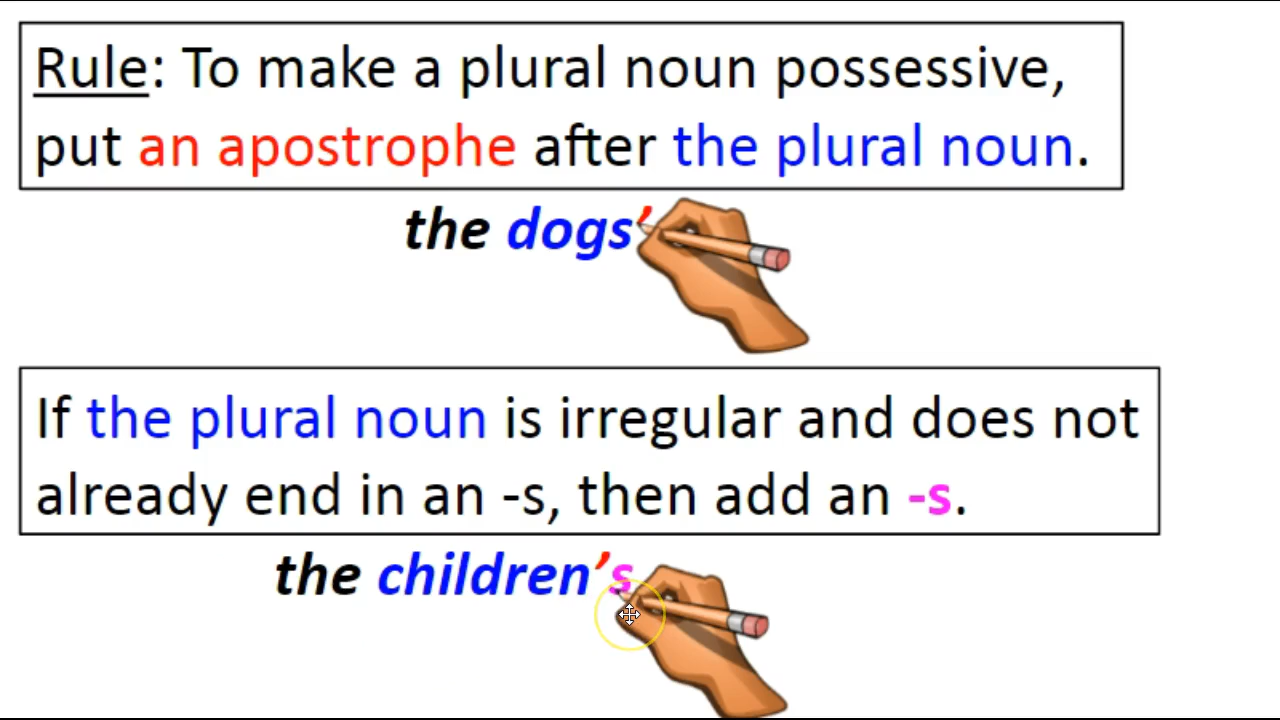 Rule: To make a plural noun possessive,
put an apostrophe after the plural noun.
the dogs’
If the plural noun is irregular and does not
already end in an -s, then add an -s.
the children’s